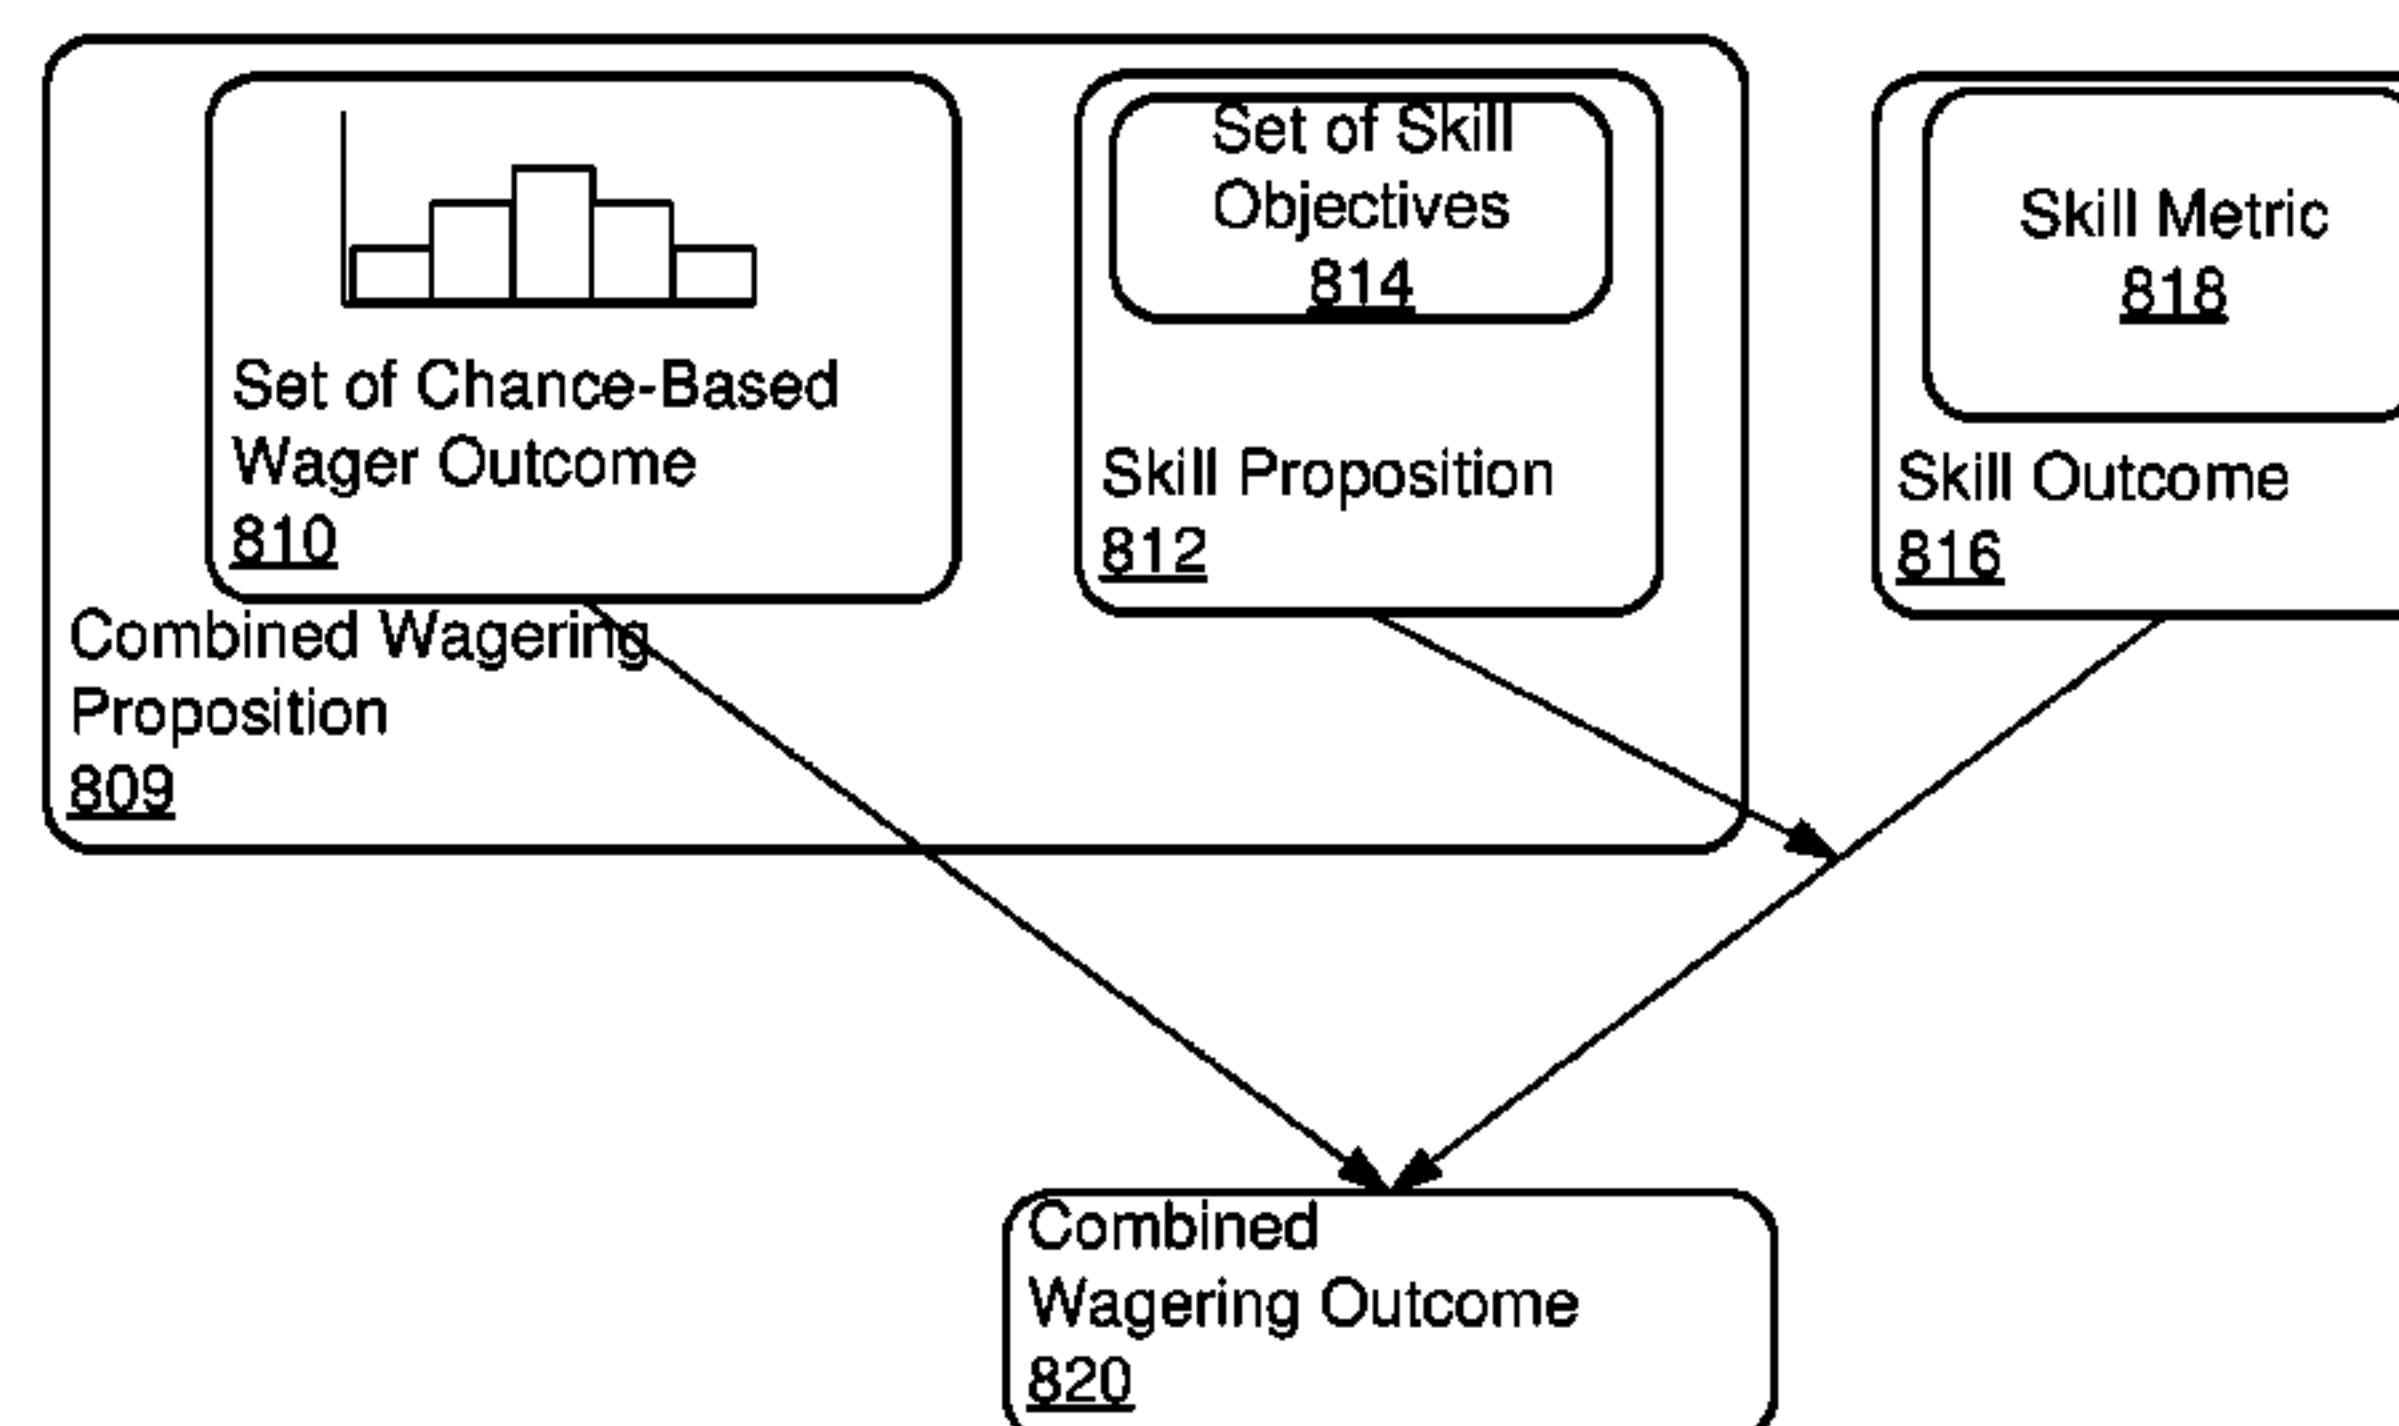 Set of Chance-Based
Wager Outcome
810
Set of Skill
Objectives
814
Skill Proposition
812
Combined Wagering
Proposition
809
Skill Metric
818
Skill Outcome
816
Combined
Wagering Outcome
820